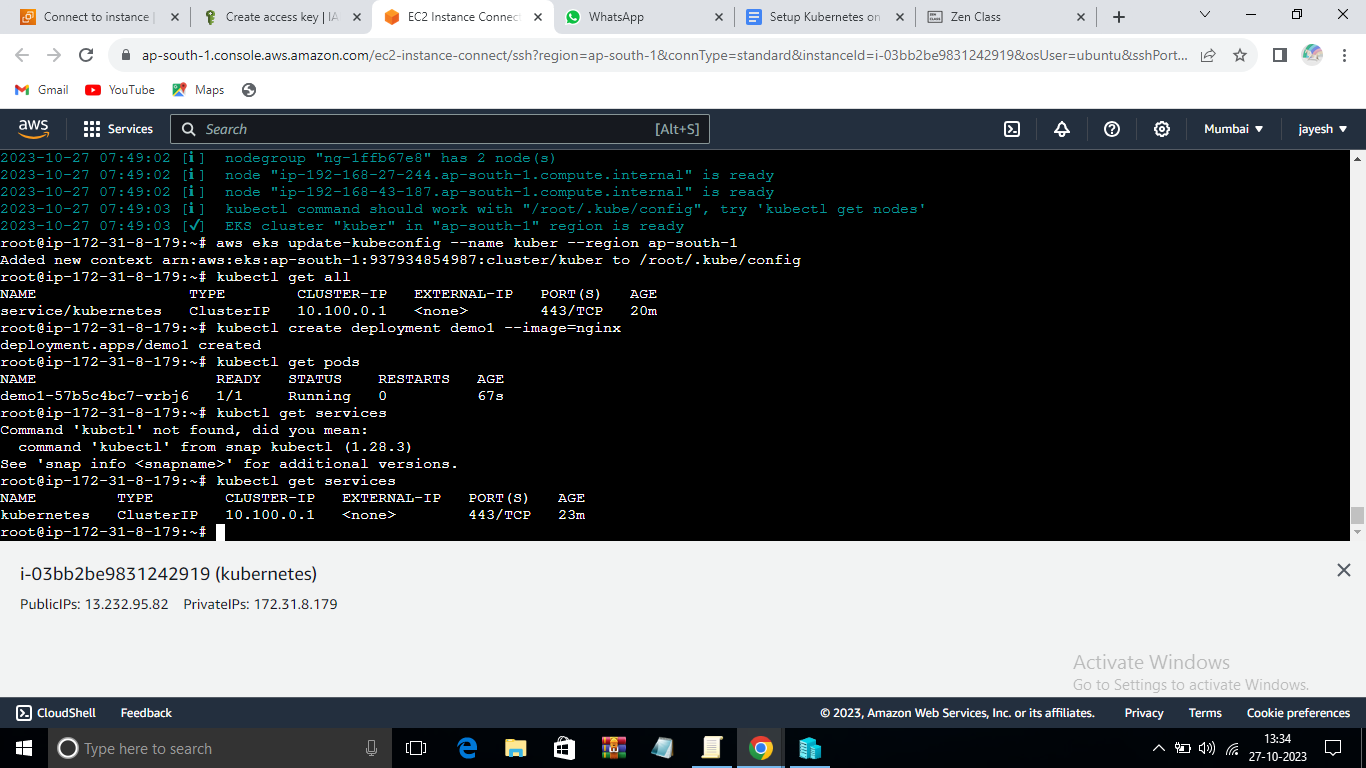 Connect to instance |
Create access key | IA
EC2 Instance Connect
WhatsApp
Setup Kubernetes on
Zen Class
ap-south-1.console.aws.amazon.com/ec2-instance-connect/ssh?region=ap-south-1&connType=standard&instanceId=i-03bb2be9831242919&osUser=ubuntu&sshPort...
Gmail
YouTube
Maps
aws
Services
Search
[Alt+S]
Mumbai
jayesh
2023-10-27 07:49:02 [ℹ]  nodegroup "ng-1ffb67e8" has 2 node(s)
2023-10-27 07:49:02 [ℹ]  node "ip-192-168-27-244.ap-south-1.compute.internal" is ready
2023-10-27 07:49:02 [ℹ]  node "ip-192-168-43-187.ap-south-1.compute.internal" is ready
2023-10-27 07:49:03 [ℹ]  kubectl command should work with "/root/.kube/config", try 'kubectl get nodes'
2023-10-27 07:49:03 [✔]  EKS cluster "kuber" in "ap-south-1" region is ready
root@ip-172-31-8-179:~# aws eks update-kubeconfig --name kuber --region ap-south-1
Added new context arn:aws:eks:ap-south-1:937934854987:cluster/kuber to /root/.kube/config
root@ip-172-31-8-179:~# kubectl get all
NAME                 TYPE        CLUSTER-IP   EXTERNAL-IP   PORT(S)   AGE
service/kubernetes   ClusterIP   10.100.0.1   <none>        443/TCP   20m
root@ip-172-31-8-179:~# kubectl create deployment demo1 --image=nginx
deployment.apps/demo1 created
root@ip-172-31-8-179:~# kubectl get pods
NAME                    READY   STATUS    RESTARTS   AGE
demo1-57b5c4bc7-vrbj6   1/1     Running   0          67s
root@ip-172-31-8-179:~# kubctl get services
Command 'kubctl' not found, did you mean:
  command 'kubectl' from snap kubectl (1.28.3)
See 'snap info <snapname>' for additional versions.
root@ip-172-31-8-179:~# kubectl get services
NAME         TYPE        CLUSTER-IP   EXTERNAL-IP   PORT(S)   AGE
kubernetes   ClusterIP   10.100.0.1   <none>        443/TCP   23m
root@ip-172-31-8-179:~#
i-03bb2be9831242919 (kubernetes)
PublicIPs: 13.232.95.82    PrivateIPs: 172.31.8.179
Activate Windows
Go to Settings to activate Windows.
CloudShell
Feedback
© 2023, Amazon Web Services, Inc. or its affiliates.
Privacy
Terms
Cookie preferences
Type here to search
13:34
27-10-2023